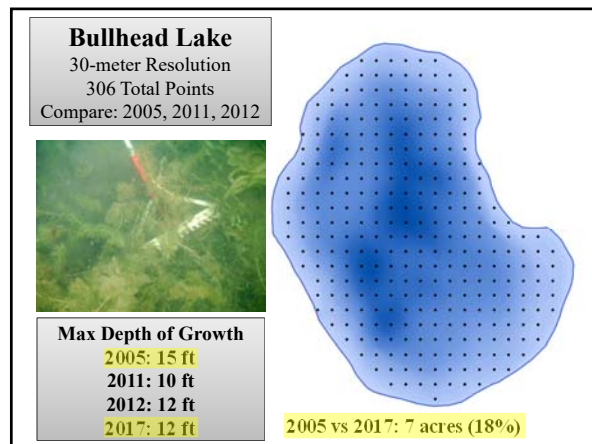 Bullhead Lake
30-meter Resolution
306 Total Points
Compare: 2005, 2011, 2012
Max Depth of Growth
2005: 15 ft
2011: 10 ft
2012: 12 ft
2017: 12 ft
2005 vs 2017: 7 acres (18%)